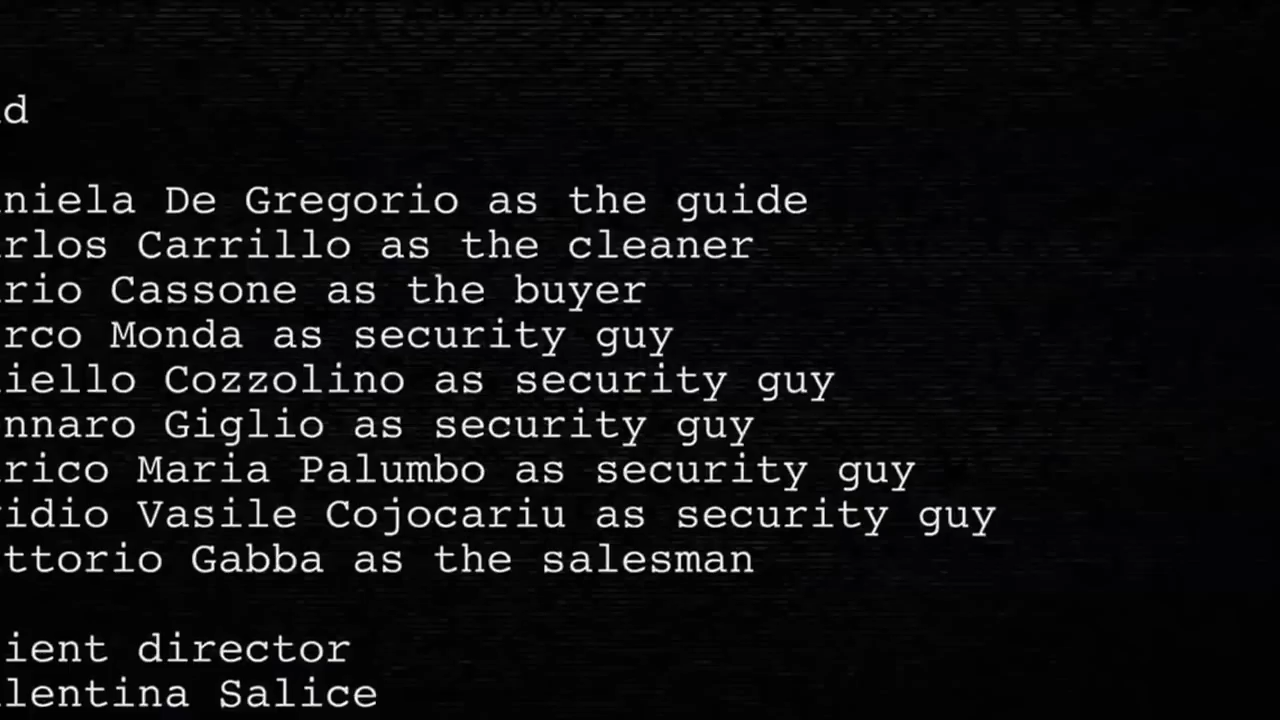 d
niela De Gregorio as the guide
rlos Carrillo as the cleaner
rio Cassone as the buyer
rco Monda as security guy
iello Cozzolino as security guy
nnaro Giglio as security guy
rico Maria Palumbo as security guy
idio Vasile Cojocariu as security guy
ttorio Gabba as the salesman
ient director
lentina Salice